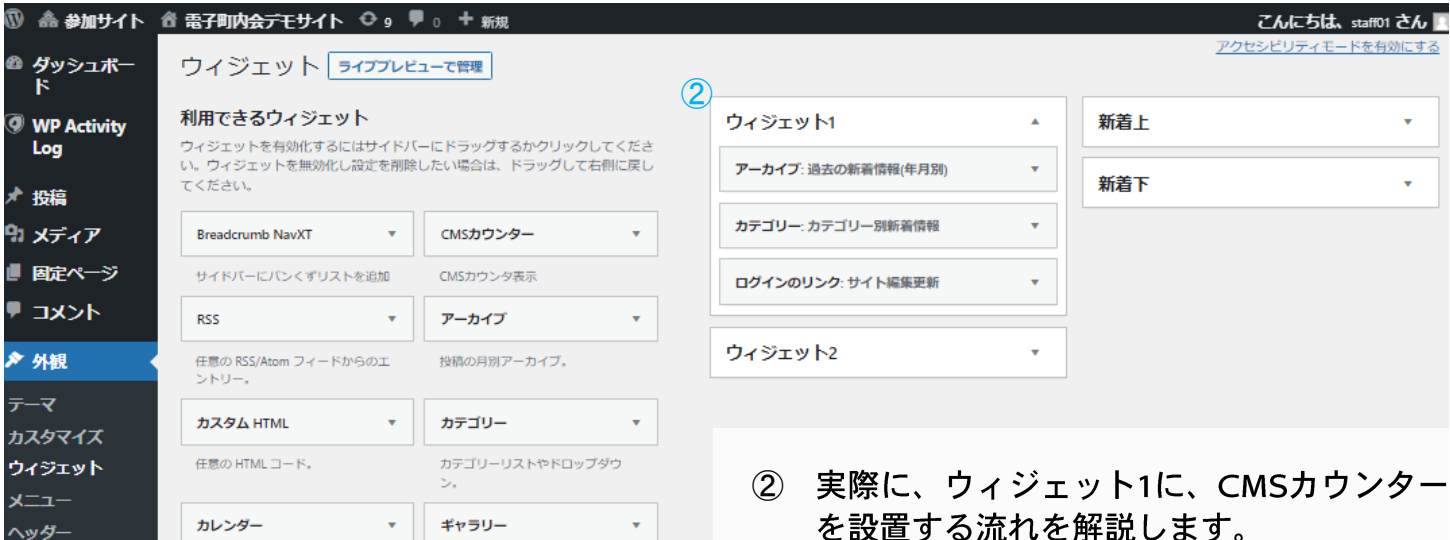 参加サイト 電子町内会デモサイト 9 0 新規 こんにちは、staff01 さん
アクセシビリティモードを有効にする
ダッシュボー
ド
WP Activity
Log
投稿
メディア
固定ページ
コメント
外観
テーマ
カスタマイズ
ウィジェット
メニュー
ヘッダー
ウィジェット ライブプレビューで管理
利用できるウィジェット
ウィジェットを有効化するにはサイドバーにドラッグするかクリックしてくださ
い。ウィジェットを無効化し設定を削除したい場合は、ドラッグして右側に戻し
てください。
Breadcrumb NavXT
サイドバーにパンくずリストを追加
CMSカウンター
CMSカウンタ表示
RSS
任意の RSS/Atom フィードからのエ
ントリー。
アーカイブ
投稿の月別アーカイブ。
カスタム HTML
任意の HTML コード。
カテゴリー
カテゴリーリストやドロップダウ
ン。
カレンダー
ギャラリー
②
ウィジェット1
アーカイブ: 過去の新着情報(年月別)
カテゴリー: カテゴリー別新着情報
ログインのリンク: サイト編集更新
ウィジェット2
新着上
新着下
② 実際に、ウィジェット1に、CMSカウンター
を設置する流れを解説します。